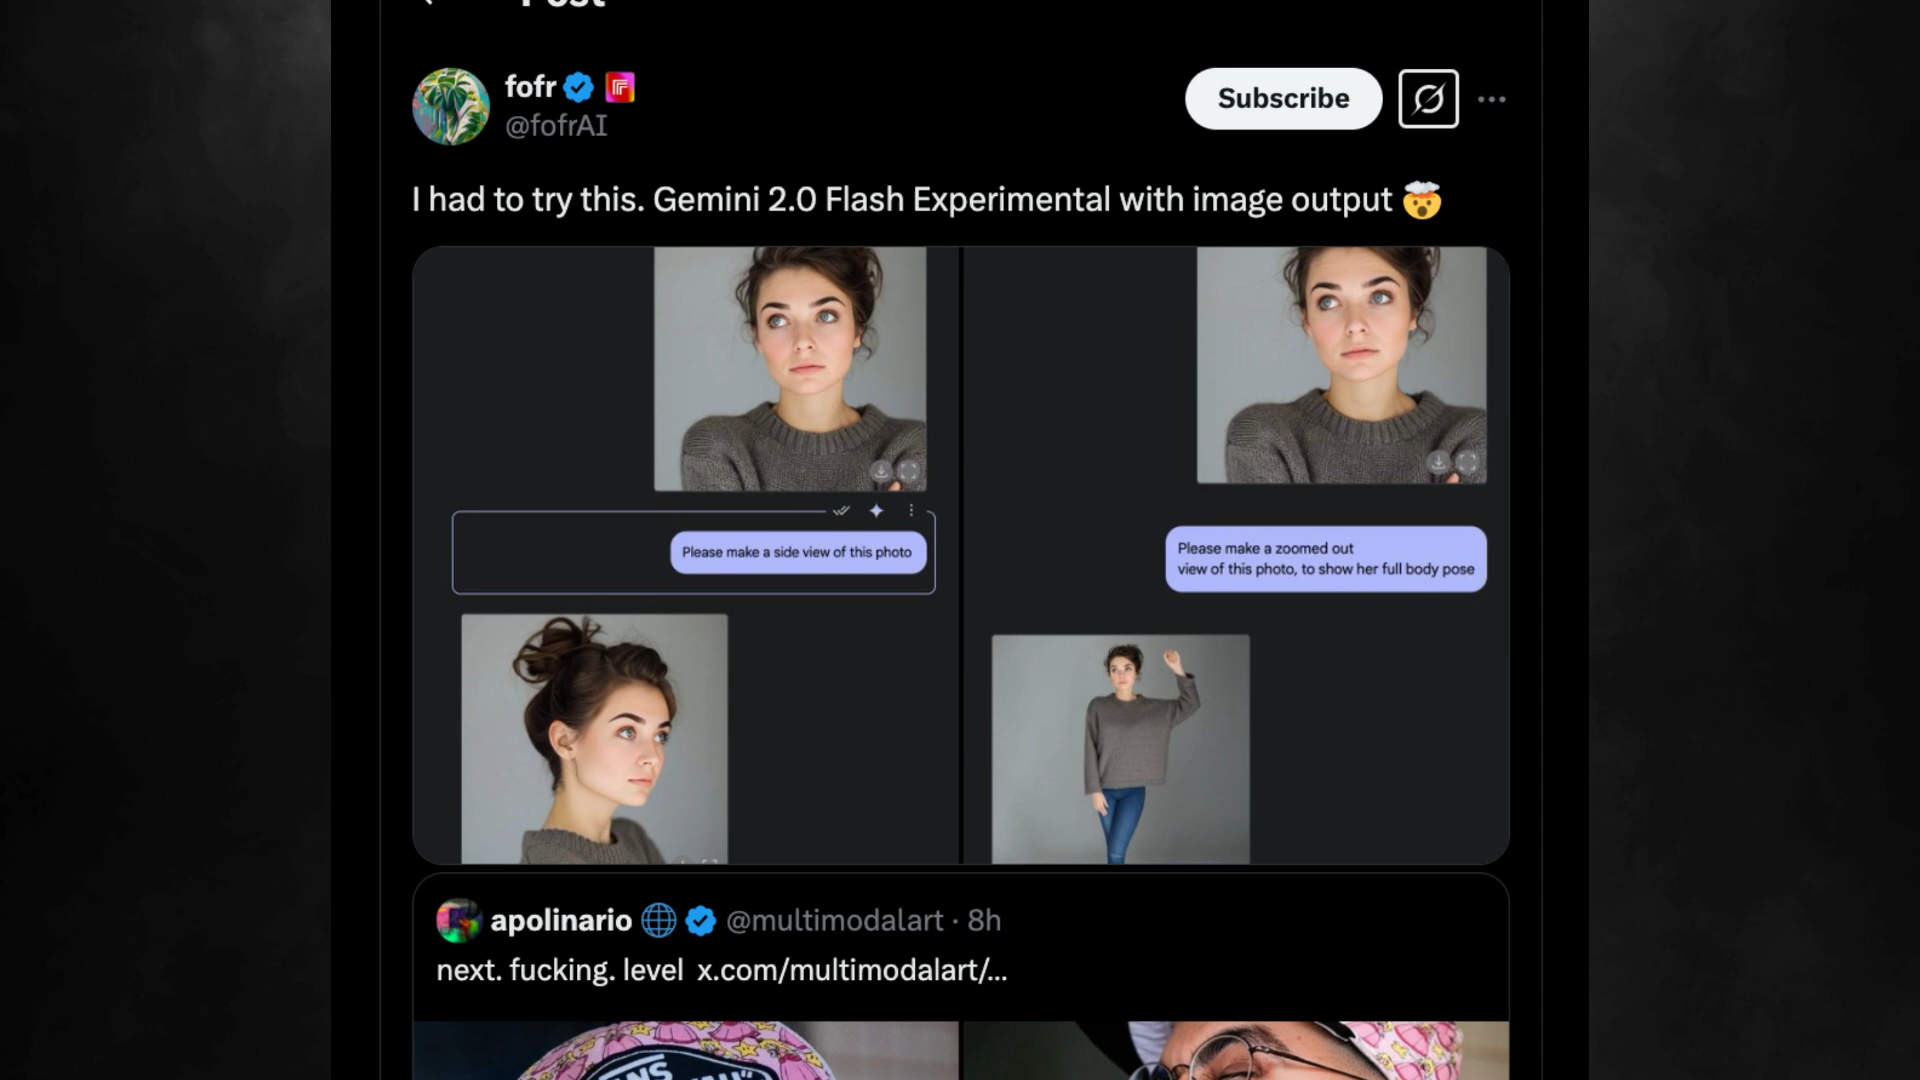 Post
fofr
@fofrAI
Subscribe
I had to try this. Gemini 2.0 Flash Experimental with image output 🤯
Please make a side view of this photo
Please make a zoomed out
view of this photo, to show her full body pose
apolinario @multimodalart · 8h
next. fucking. level x.com/multimodalart/...